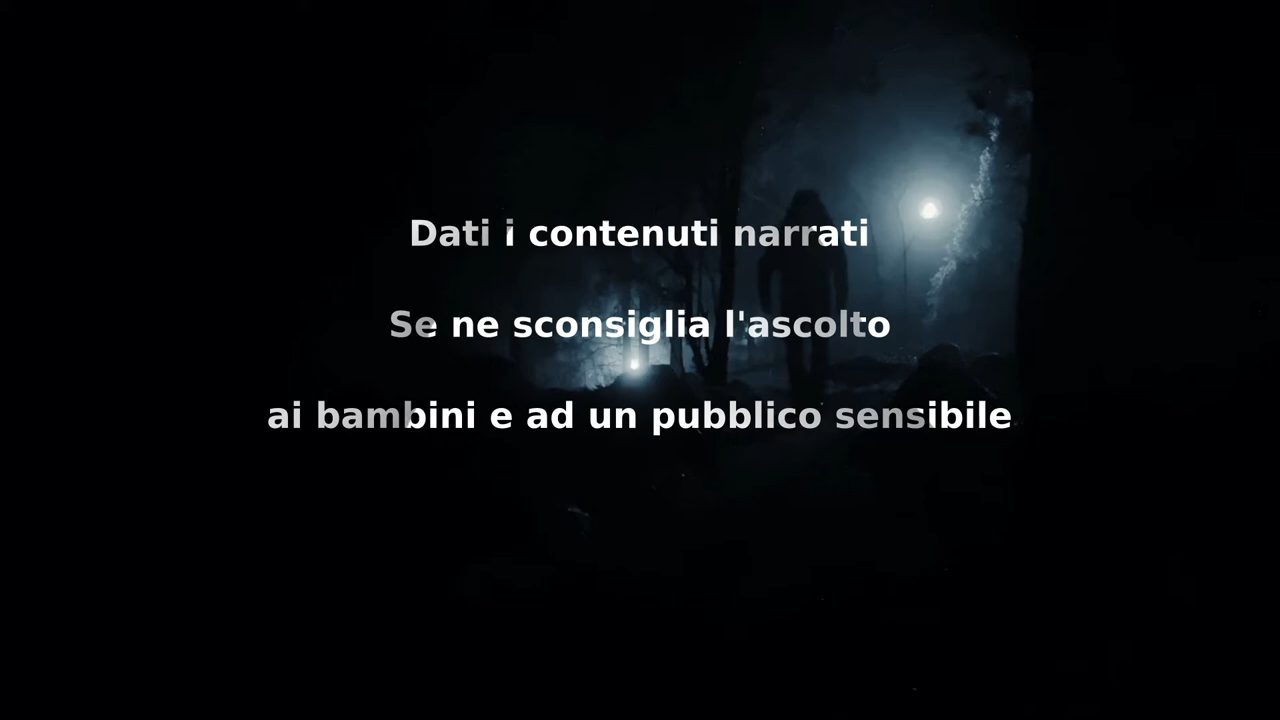 Dati i contenuti narrati
Se ne sconsiglia l'ascolto
ai bambini e ad un pubblico sensibile